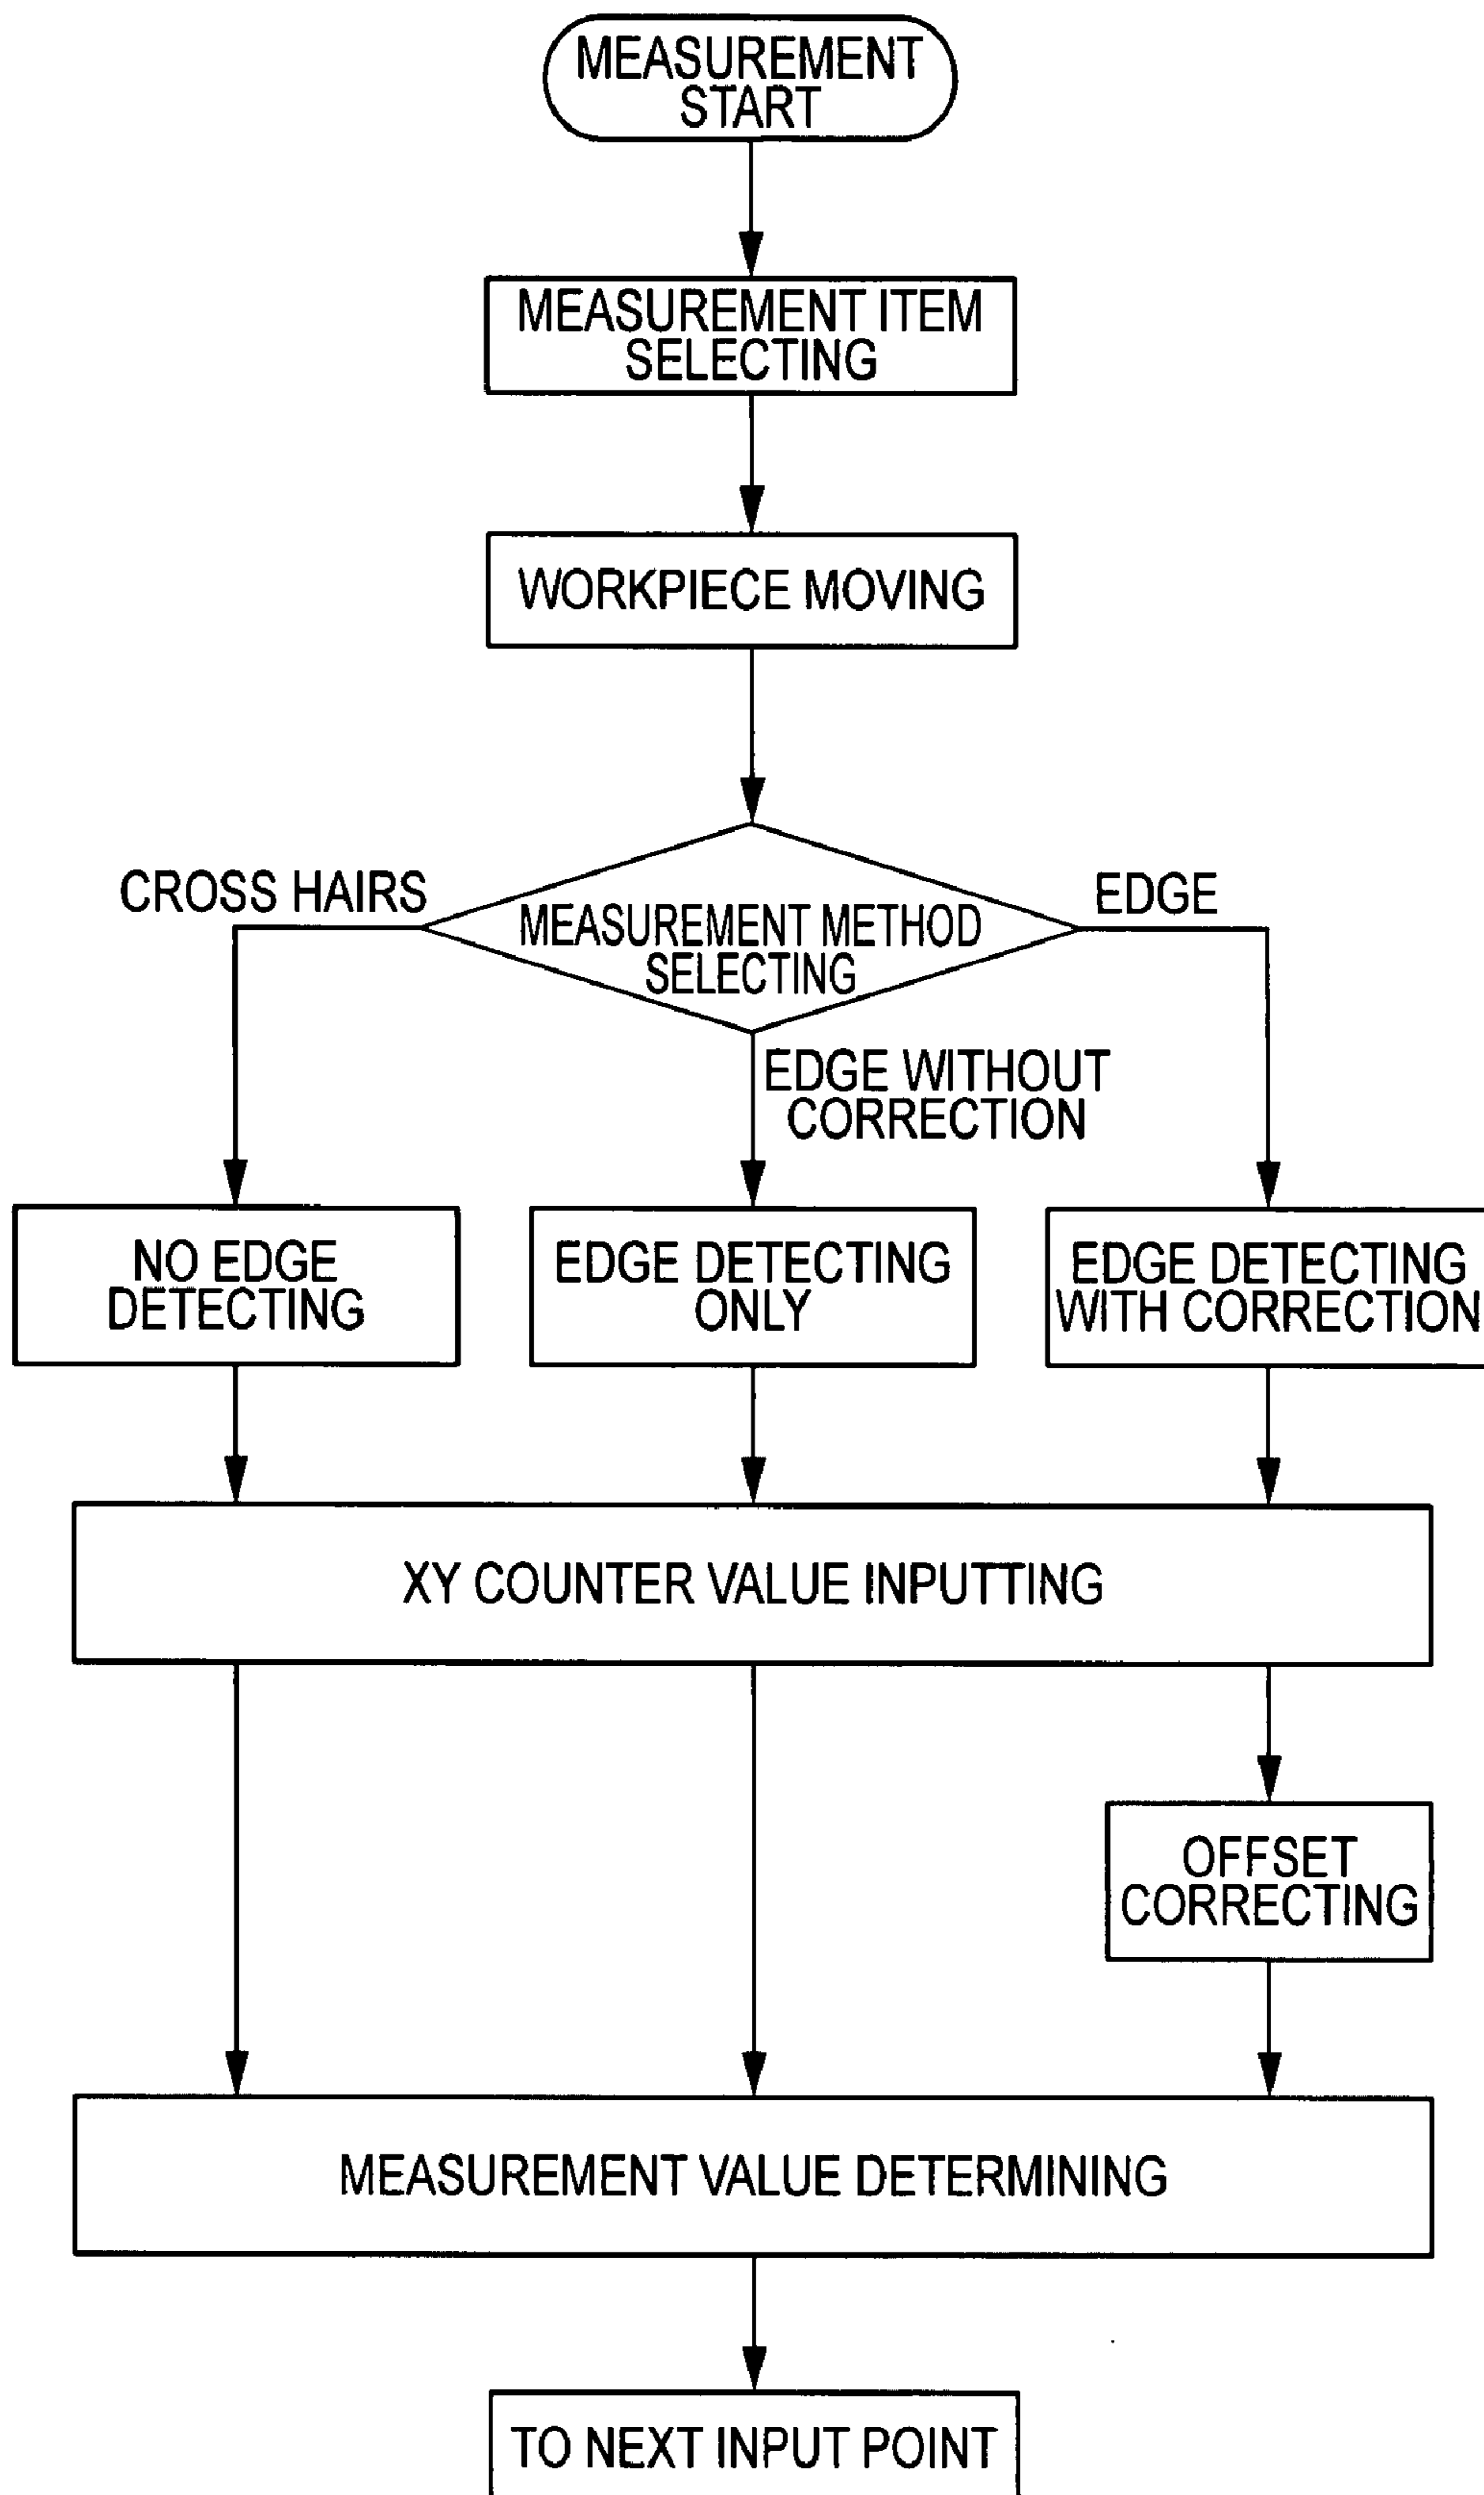 MEASUREMENT
START
MEASUREMENT ITEM
SELECTING
WORKPIECE MOVING
CROSS HAIRS
EDGE
MEASUREMENT METHOD
SELECTING
EDGE WITHOUT
CORRECTION
NO EDGE
DETECTING
EDGE DETECTING
ONLY
EDGE DETECTING
WITH CORRECTION
XY COUNTER VALUE INPUTTING
OFFSET
CORRECTING
MEASUREMENT VALUE DETERMINING
TO NEXT INPUT POINT